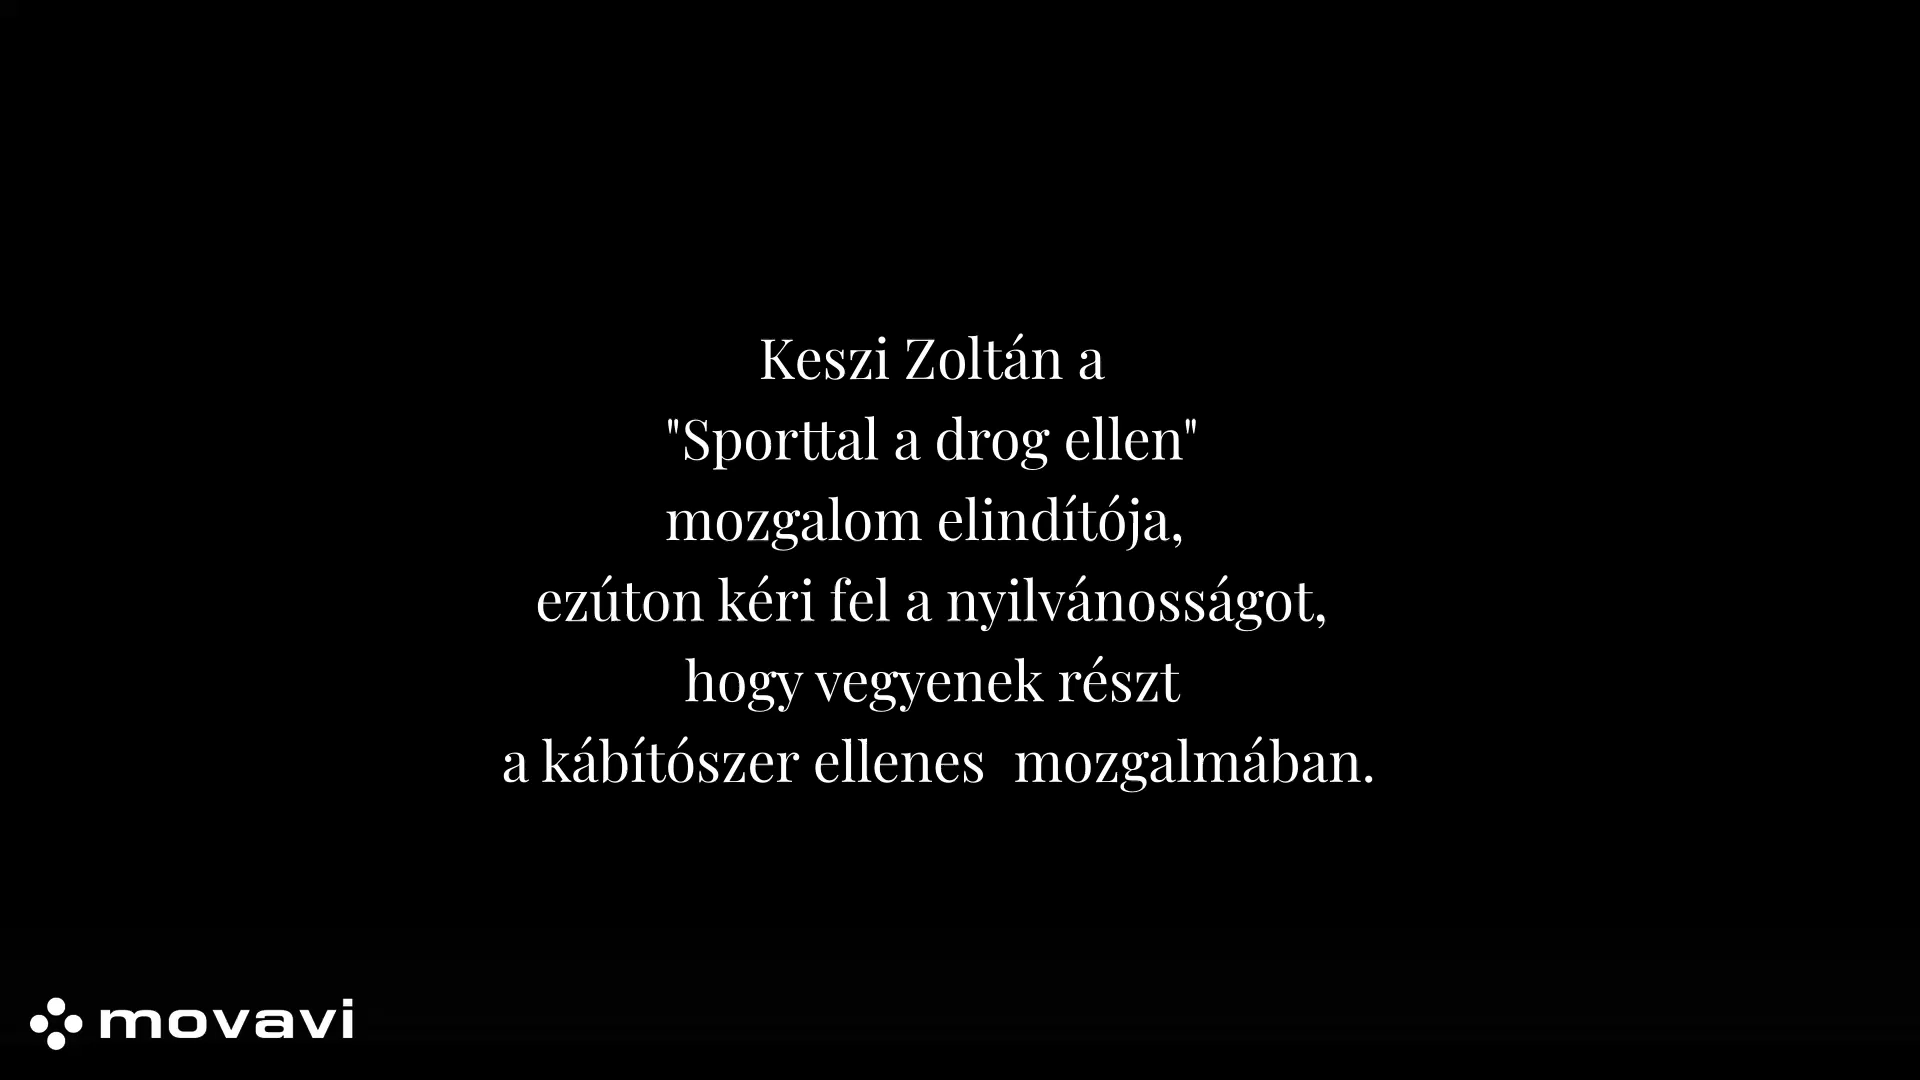 Keszi Zoltán a
"Sporttal a drog ellen"
mozgalom elindítója,
ezúton kéri fel a nyilvánosságot,
hogy vegyenek részt
a kábítószer ellenes  mozgalmában.
movavi